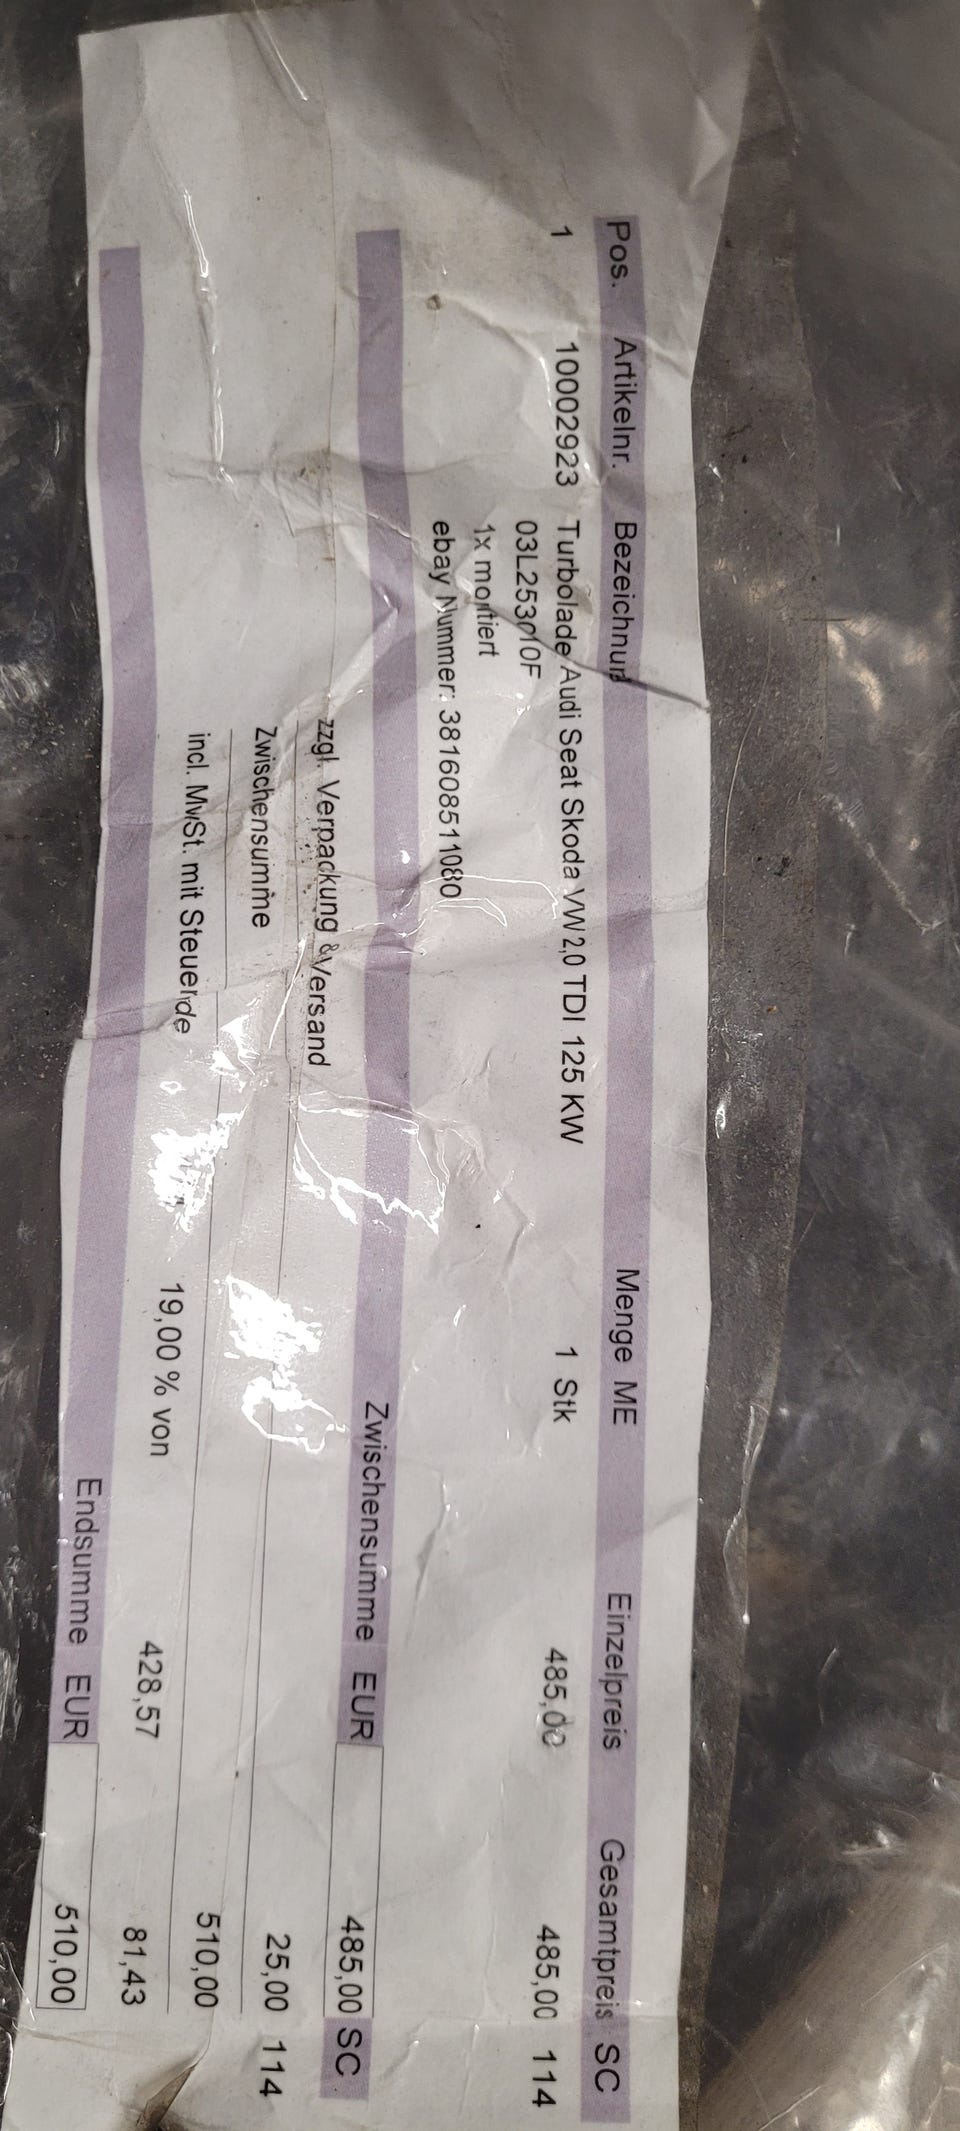 Pos. Artikelnr. Bezeichnun Menge ME Einzelpreis Gesamtpreis SC
1 10002923 Turbolade Audi Seat Skoda VW 2,0 TDI 125 KW 1 Stk 485,00 485,00 114
03L253010F
1x montiert
ebay Nummer: 381608511080
Zwischensumme EUR 485,00 SC
zzgl. Verpackung & Versand 25,00 114
Zwischensumme 510,00
incl. MwSt. mit Steuer 19,00 % von 428,57 81,43
Endsumme EUR 510,00